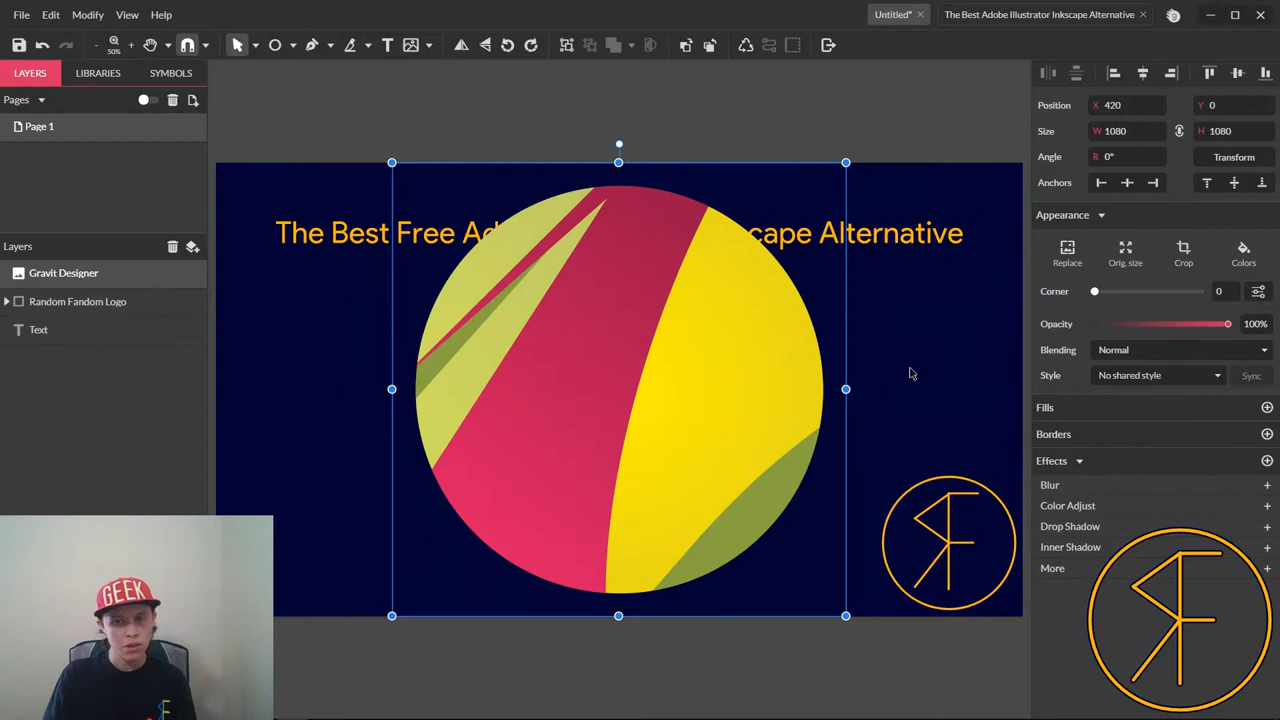 File Edit Modify View Help
Untitled* The Best Adobe Illustrator Inkscape Alternative
- 50% +
LAYERS LIBRARIES SYMBOLS
Pages
Page 1
Layers
Gravit Designer
Random Fandom Logo
Text
The Best Free Ad scape Alternative
GEEK
Position X 420 Y 0
Size W 1080 H 1080
Angle R 0° Transform
Anchors
Appearance
Replace Orig. size Crop Colors
Corner 0
Opacity 100%
Blending Normal
Style No shared style Sync
Fills
Borders
Effects
Blur
Color Adjust
Drop Shadow
Inner Shadow
More